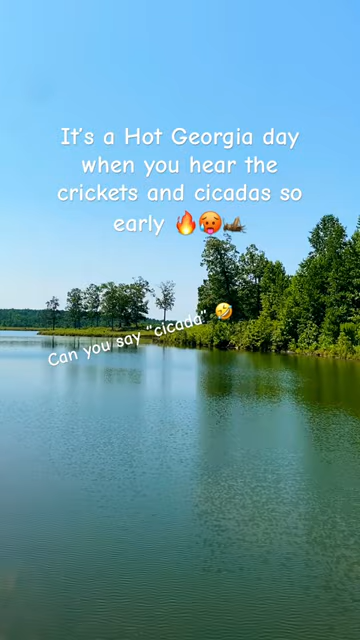 It's a Hot Georgia day
when you hear the
crickets and cicadas so
early 🔥🥵🦗
Can you say "cicada" 🤣